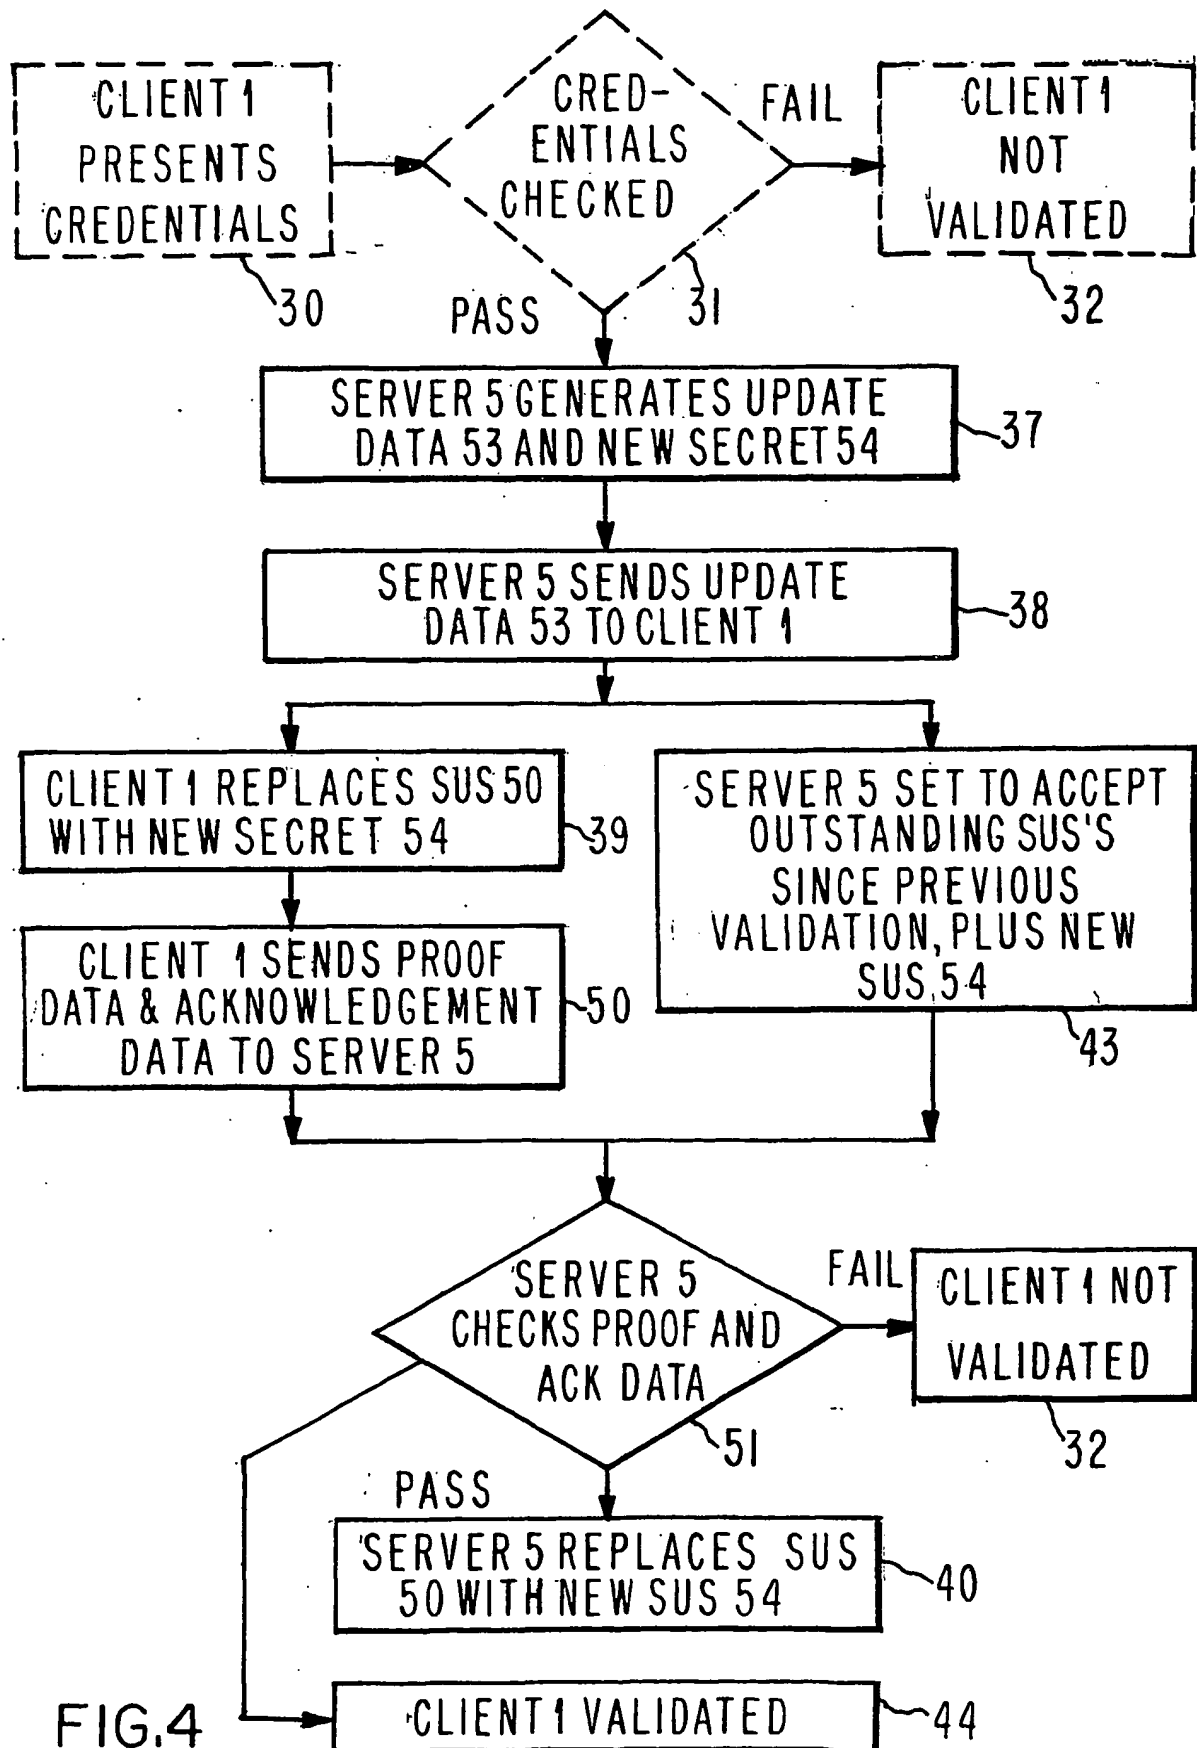 CLIENT 1
PRESENTS
CREDENTIALS
30
CRED-
ENTIALS
CHECKED
31
FAIL
CLIENT 1
NOT
VALIDATED
32
PASS
SERVER 5 GENERATES UPDATE
DATA 53 AND NEW SECRET 54
37
SERVER 5 SENDS UPDATE
DATA 53 TO CLIENT 1
38
CLIENT 1 REPLACES SUS 50
WITH NEW SECRET 54
39
SERVER 5 SET TO ACCEPT
OUTSTANDING SUS'S
SINCE PREVIOUS
VALIDATION, PLUS NEW
SUS 54
43
CLIENT 1 SENDS PROOF
DATA & ACKNOWLEDGEMENT
DATA TO SERVER 5
50
SERVER 5
CHECKS PROOF AND
ACK DATA
51
FAIL
CLIENT 1 NOT
VALIDATED
32
PASS
SERVER 5 REPLACES SUS
50 WITH NEW SUS 54
40
CLIENT 1 VALIDATED
44
FIG.4